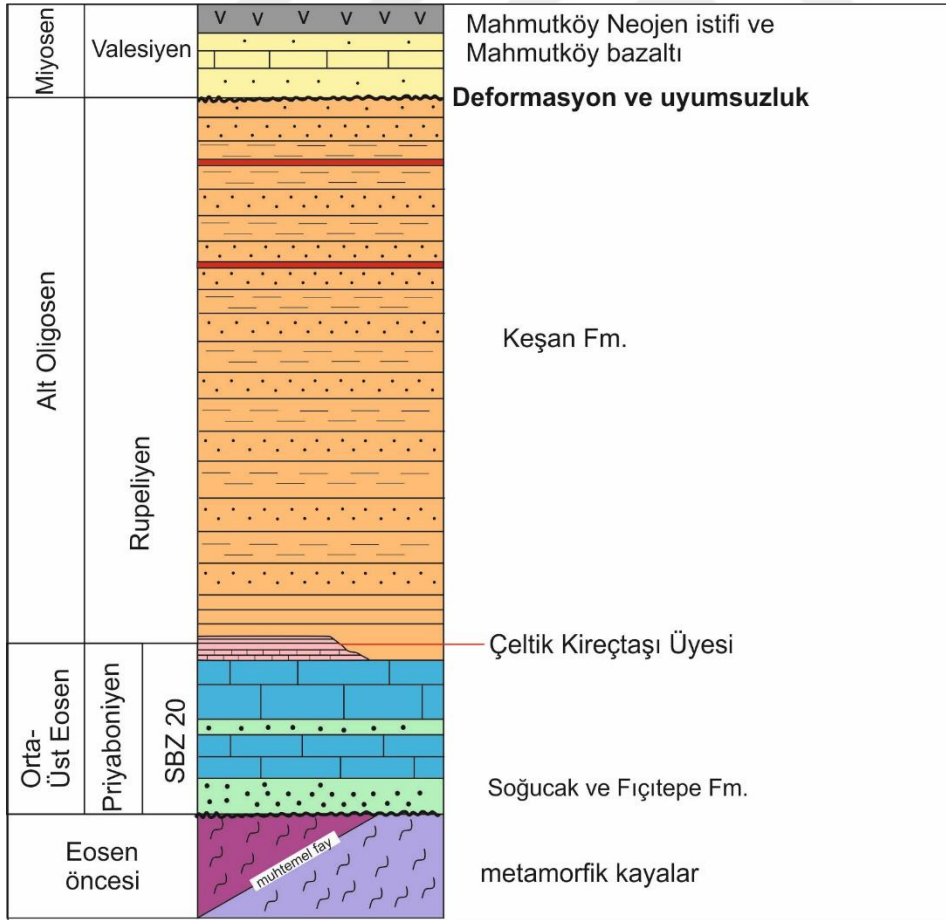 Miyosen
Valesiyen
v v v v v v
Mahmutköy Neojen istifi ve
Mahmutköy bazaltı
Deformasyon ve uyumsuzluk
Alt Oligosen
Rupeliyen
Keşan Fm.
Çeltik Kireçtaşı Üyesi
Orta-
Üst Eosen
Priyaboniyen
SBZ 20
Soğucak ve Fıçıtepe Fm.
Eosen
öncesi
muhtemel fay
metamorfik kayalar